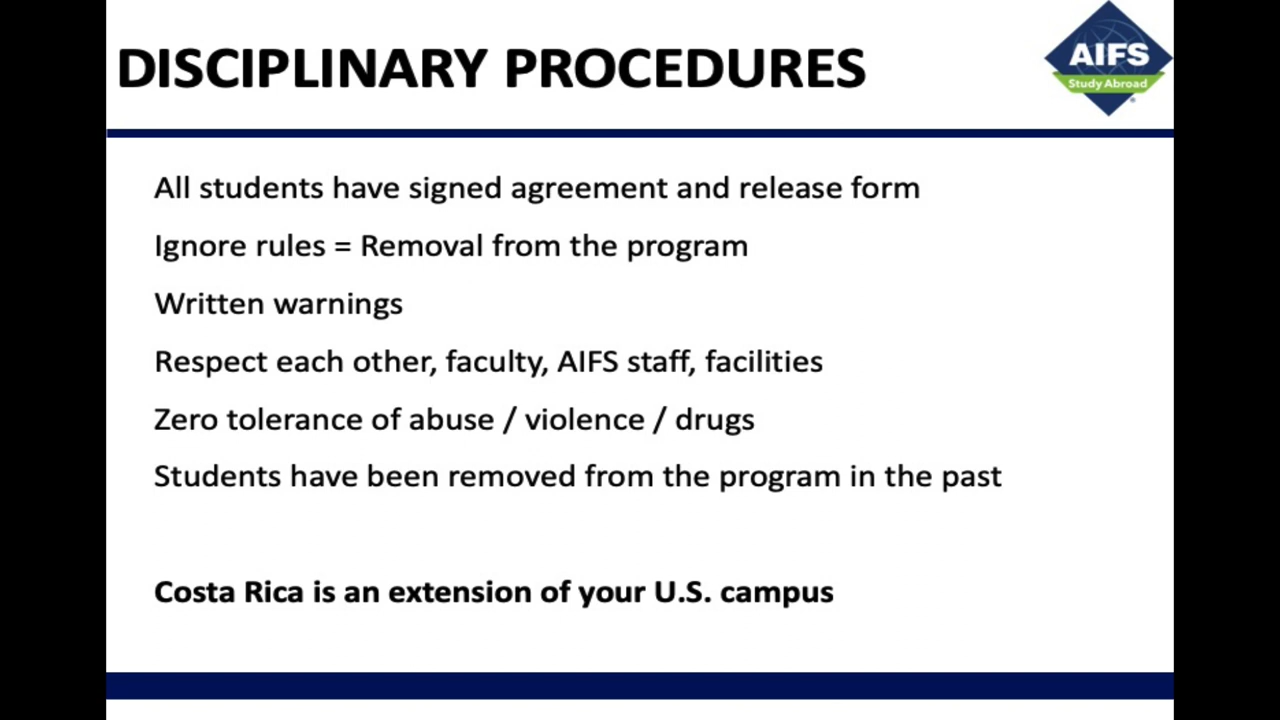 DISCIPLINARY PROCEDURES
AIFS
Study Abroad
®
All students have signed agreement and release form
Ignore rules = Removal from the program
Written warnings
Respect each other, faculty, AIFS staff, facilities
Zero tolerance of abuse / violence / drugs
Students have been removed from the program in the past
Costa Rica is an extension of your U.S. campus